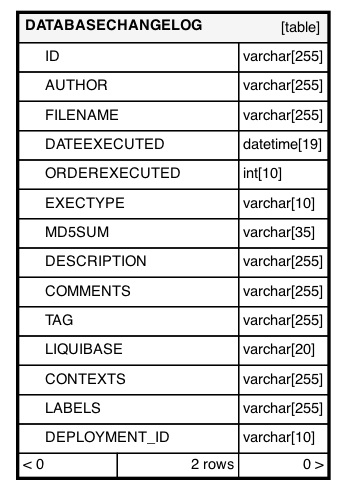 DATABASECHANGELOG [table]
ID varchar[255]
AUTHOR varchar[255]
FILENAME varchar[255]
DATEEXECUTED datetime[19]
ORDEREXECUTED int[10]
EXECTYPE varchar[10]
MD5SUM varchar[35]
DESCRIPTION varchar[255]
COMMENTS varchar[255]
TAG varchar[255]
LIQUIBASE varchar[20]
CONTEXTS varchar[255]
LABELS varchar[255]
DEPLOYMENT_ID varchar[10]
< 0 2 rows 0 >